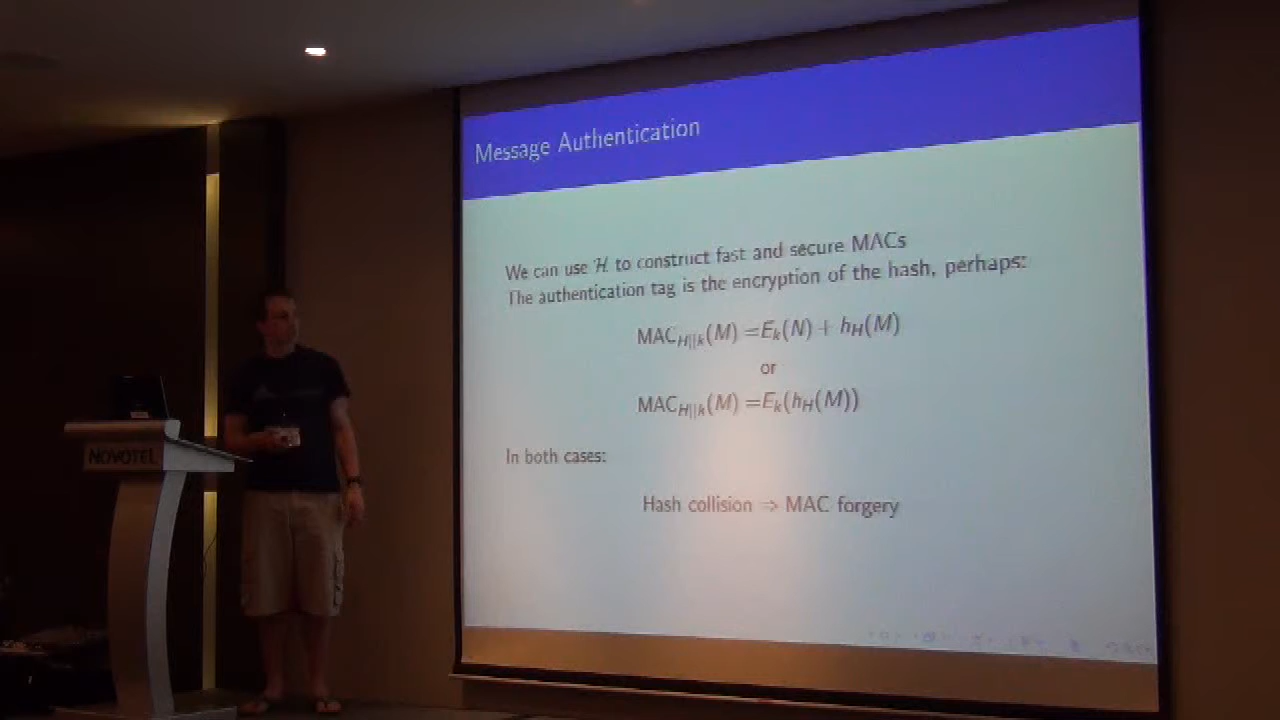 Message Authentication
We can use H to construct fast and secure MACs
The authentication tag is the encryption of the hash, perhaps:
MAC_{H||k}(M) =E_k(N) + h_H(M)
or
MAC_{H||k}(M) =E_k(h_H(M))
In both cases:
Hash collision ⇒ MAC forgery
NOVOTEL